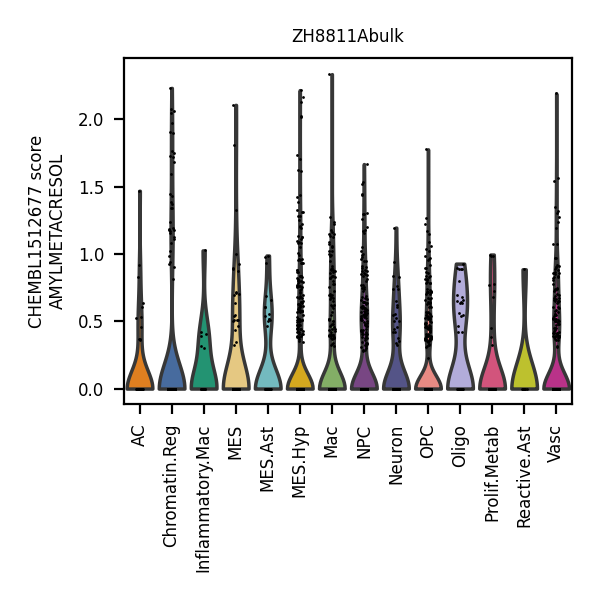 ZH8811Abulk
CHEMBL1512677 score
AMYLMETACRESOL
2.0
1.5
1.0
0.5
0.0
AC
Chromatin.Reg
Inflammatory.Mac
MES
MES.Ast
MES.Hyp
Mac
NPC
Neuron
OPC
Oligo
Prolif.Metab
Reactive.Ast
Vasc